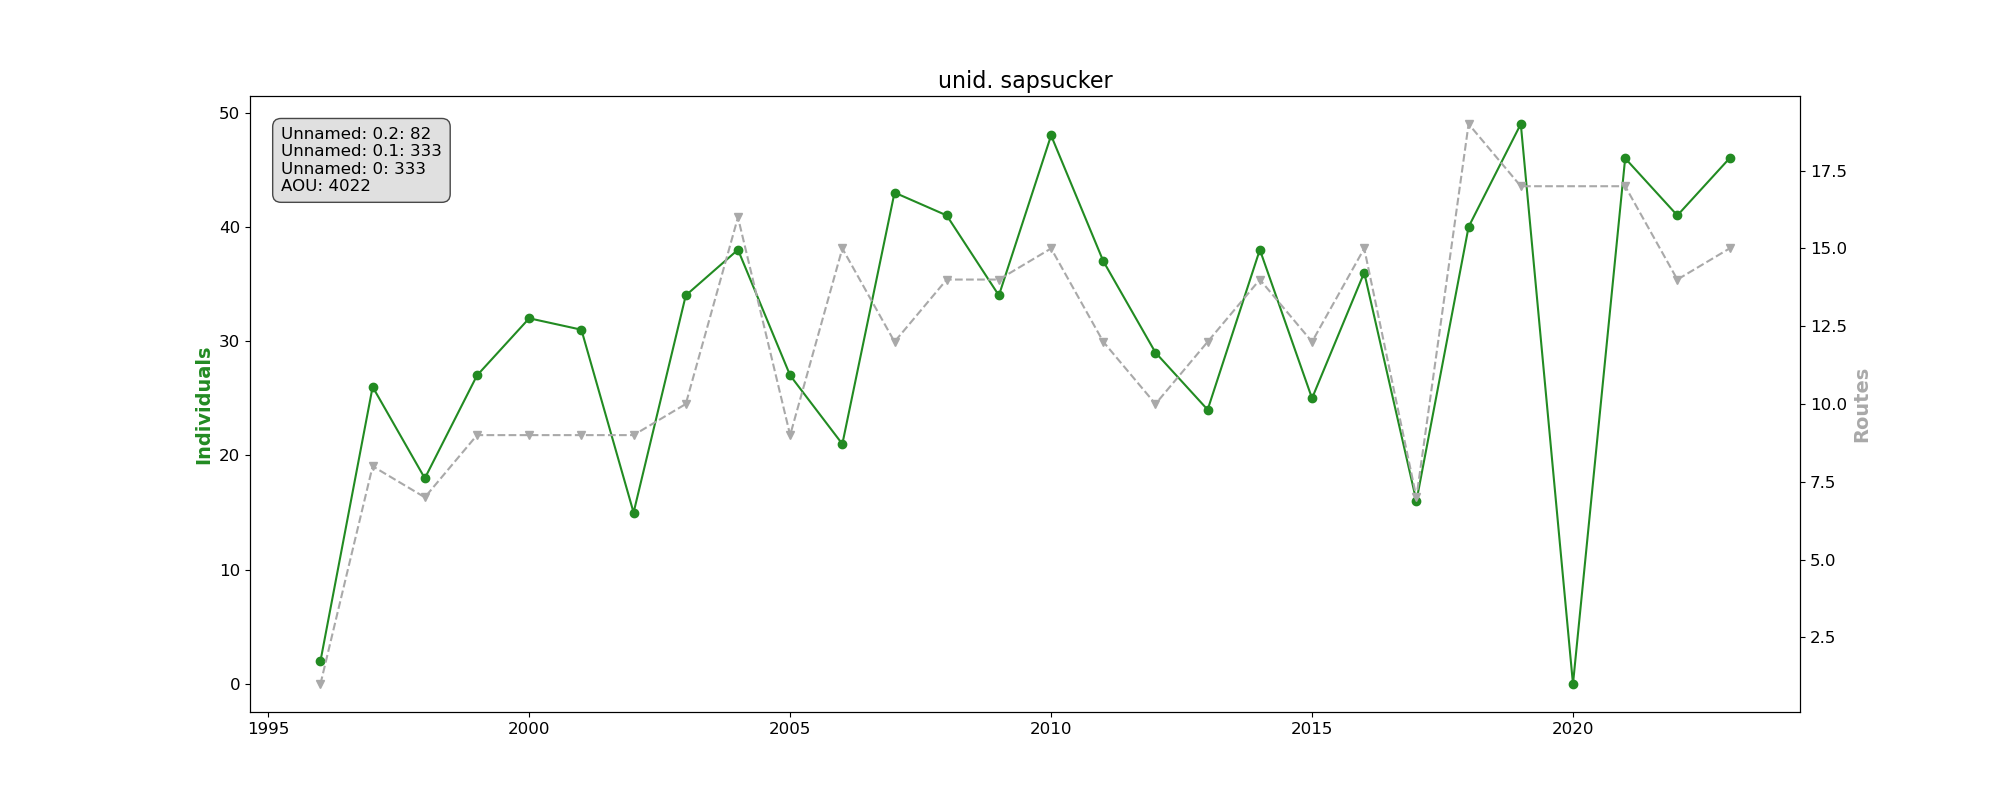 unid. sapsucker
Unnamed: 0.2: 82
Unnamed: 0.1: 333
Unnamed: 0: 333
AOU: 4022
50
40
30
20
10
0
Individuals
17.5
15.0
12.5
10.0
7.5
5.0
2.5
Routes
1995
2000
2005
2010
2015
2020